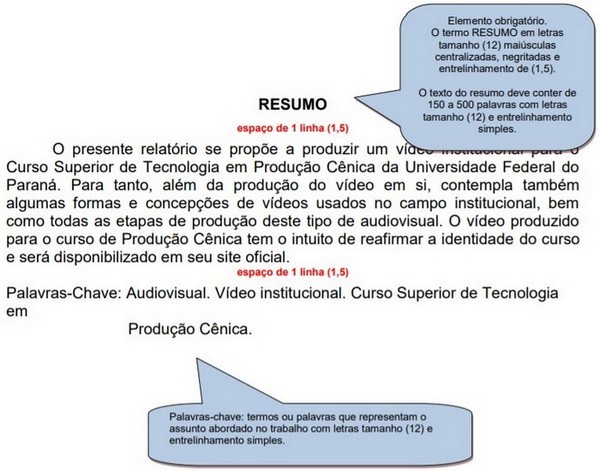 Elemento obrigatório.
O termo RESUMO em letras
tamanho (12) maiúsculas
centralizadas, negritadas e
entrelinhamento de (1,5).
O texto do resumo deve conter de
150 a 500 palavras com letras
tamanho (12) e entrelinhamento
simples.
RESUMO
espaço de 1 linha (1,5)
O presente relatório se propõe a produzir um vídeo institucional para o
Curso Superior de Tecnologia em Produção Cênica da Universidade Federal do
Paraná. Para tanto, além da produção do vídeo em si, contempla também
algumas formas e concepções de vídeos usados no campo institucional, bem
como todas as etapas de produção deste tipo de audiovisual. O vídeo produzido
para o curso de Produção Cênica tem o intuito de reafirmar a identidade do curso
e será disponibilizado em seu site oficial.
espaço de 1 linha (1,5)
Palavras-Chave: Audiovisual. Vídeo institucional. Curso Superior de Tecnologia
em
Produção Cênica.
Palavras-chave: termos ou palavras que representam o
assunto abordado no trabalho com letras tamanho (12) e
entrelinhamento simples.